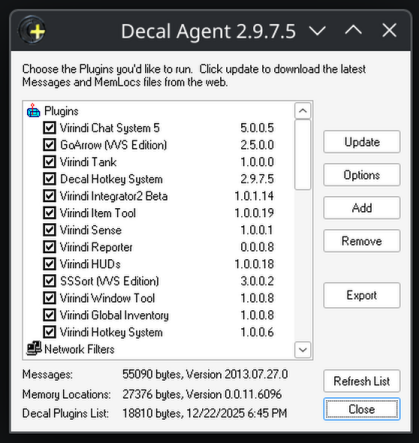 Decal Agent 2.9.7.5
Choose the Plugins you'd like to run. Click update to download the latest
Messages and MemLocs files from the web.
Plugins
Virindi Chat System 5 5.0.0.5
GoArrow (VVS Edition) 2.5.0.0
Virindi Tank 1.0.0.0
Decal Hotkey System 2.9.7.5
Virindi Integrator2 Beta 1.0.1.14
Virindi Item Tool 1.0.0.19
Virindi Sense 1.0.0.1
Virindi Reporter 0.0.0.8
Virindi HUDs 1.0.0.18
SSSort (VVS Edition) 3.0.0.2
Virindi Window Tool 1.0.0.8
Virindi Global Inventory 1.0.0.8
Virindi Hotkey System 1.0.0.6
Network Filters
Update
Options
Add
Remove
Export
Messages: 55090 bytes, Version 2013.07.27.0
Memory Locations: 27376 bytes, Version 0.0.11.6096
Decal Plugins List: 18810 bytes, 12/22/2025 6:45 PM
Refresh List
Close